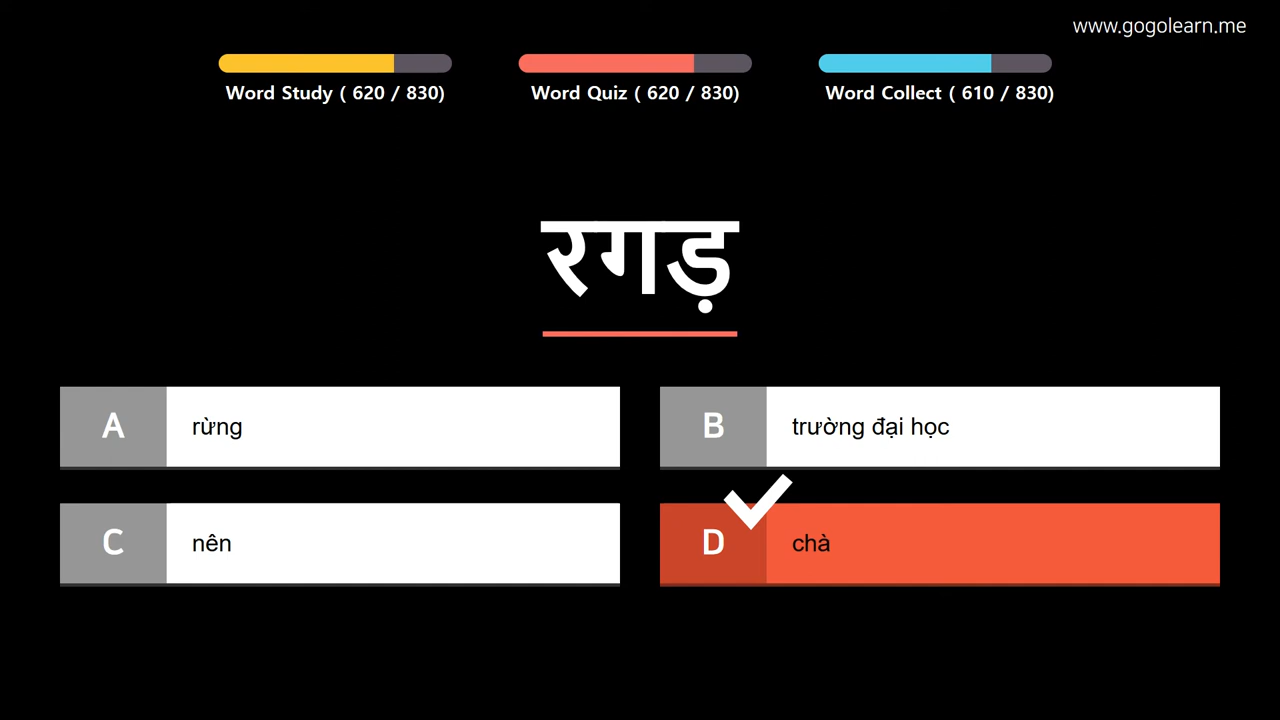 www.gogolearn.me
Word Study ( 620 / 830)
Word Quiz ( 620 / 830)
Word Collect ( 610 / 830)
रगड़
A rừng
B trường đại học
C nên
D chà